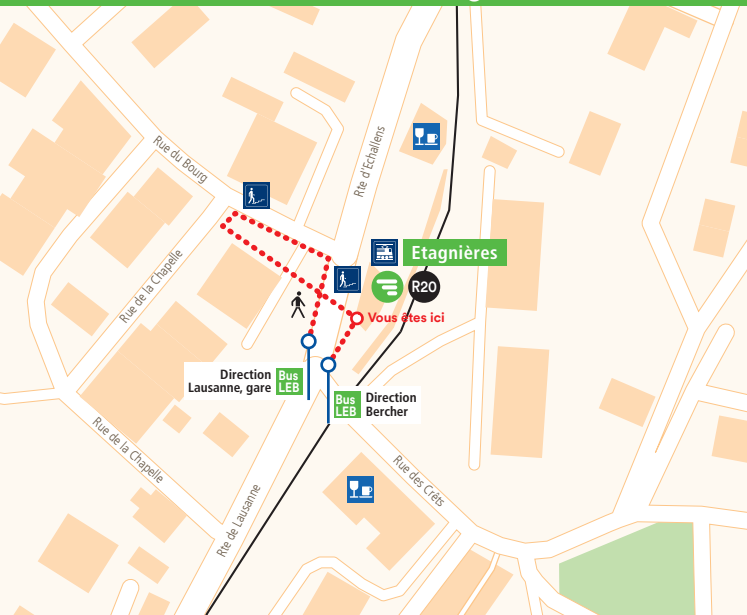 Rue du Bourg
Rte d'Echallens
Etagnières
R20
Vous êtes ici
Rue de la Chapelle
Direction
Lausanne, gare
Bus
LEB
Bus
LEB
Direction
Bercher
Rue de la Chapelle
Rue des Crêts
Rte de Lausanne